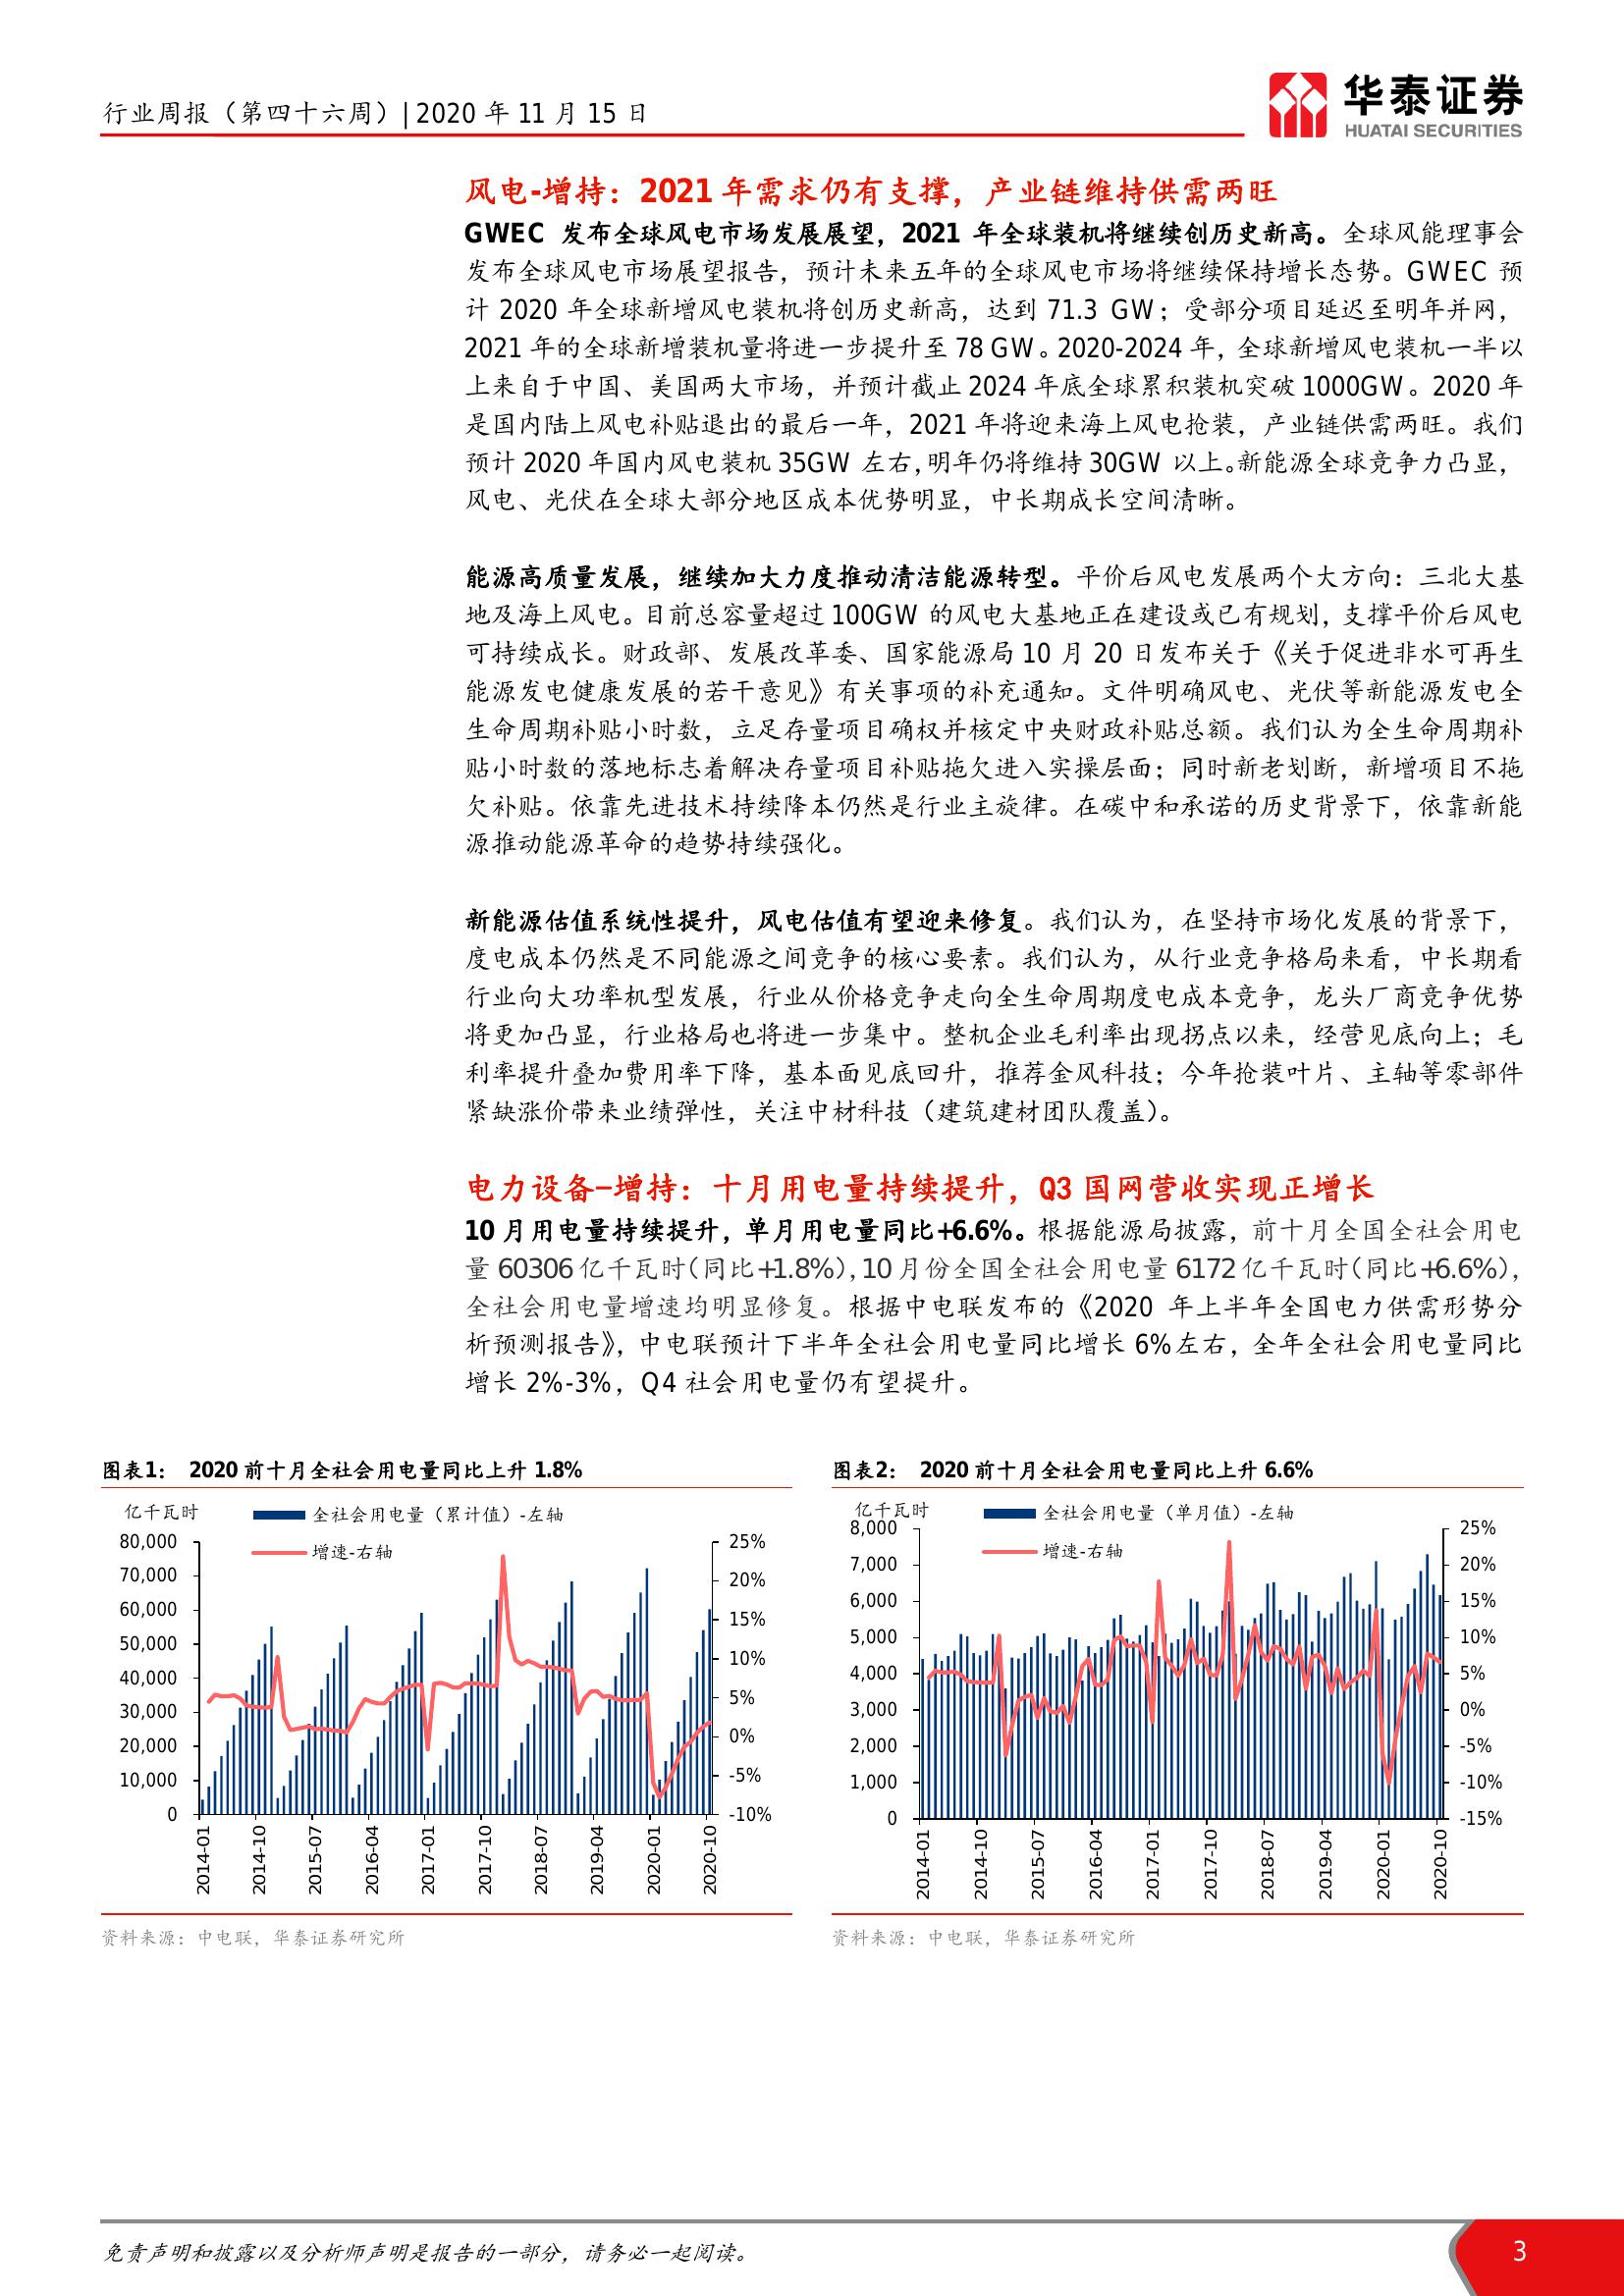 行业周报（第四十六周）| 2020 年 11 月 15 日
华泰证券
HUATAI SECURITIES
风电-增持：2021 年需求仍有支撑，产业链维持供需两旺
GWEC 发布全球风电市场发展展望，2021 年全球装机将继续创历史新高。全球风能理事会
发布全球风电市场展望报告，预计未来五年的全球风电市场将继续保持增长态势。GWEC 预
计 2020 年全球新增风电装机将创历史新高，达到 71.3 GW；受部分项目延迟至明年并网，
2021 年的全球新增装机量将进一步提升至 78 GW。2020-2024 年，全球新增风电装机一半以
上来自于中国、美国两大市场，并预计截止 2024 年底全球累积装机突破 1000GW。2020 年
是国内陆上风电补贴退出的最后一年，2021 年将迎来海上风电抢装，产业链供需两旺。我们
预计 2020 年国内风电装机 35GW 左右，明年仍将维持 30GW 以上。新能源全球竞争力凸显，
风电、光伏在全球大部分地区成本优势明显，中长期成长空间清晰。
能源高质量发展，继续加大力度推动清洁能源转型。平价后风电发展两个大方向：三北大基
地及海上风电。目前总容量超过 100GW 的风电大基地正在建设或已有规划，支撑平价后风电
可持续成长。财政部、发展改革委、国家能源局 10 月 20 日发布关于《关于促进非水可再生
能源发电健康发展的若干意见》有关事项的补充通知。文件明确风电、光伏等新能源发电全
生命周期补贴小时数，立足存量项目确权并核定中央财政补贴总额。我们认为全生命周期补
贴小时数的落地标志着解决存量项目补贴拖欠进入实操层面；同时新老划断，新增项目不拖
欠补贴。依靠先进技术持续降本仍然是行业主旋律。在碳中和承诺的历史背景下，依靠新能
源推动能源革命的趋势持续强化。
新能源估值系统性提升，风电估值有望迎来修复。我们认为，在坚持市场化发展的背景下，
度电成本仍然是不同能源之间竞争的核心要素。我们认为，从行业竞争格局来看，中长期看
行业向大功率机型发展，行业从价格竞争走向全生命周期度电成本竞争，龙头厂商竞争优势
将更加凸显，行业格局也将进一步集中。整机企业毛利率出现拐点以来，经营见底向上；毛
利率提升叠加费用率下降，基本面见底回升，推荐金风科技；今年抢装叶片、主轴等零部件
紧缺涨价带来业绩弹性，关注中材科技（建筑建材团队覆盖）。
电力设备-增持：十月用电量持续提升，Q3 国网营收实现正增长
10 月用电量持续提升，单月用电量同比+6.6%。根据能源局披露，前十月全国全社会用电
量 60306 亿千瓦时（同比+1.8%），10 月份全国全社会用电量 6172 亿千瓦时（同比+6.6%），
全社会用电量增速均明显修复。根据中电联发布的《2020 年上半年全国电力供需形势分
析预测报告》，中电联预计下半年全社会用电量同比增长 6%左右，全年全社会用电量同比
增长 2%-3%，Q4 社会用电量仍有望提升。
图表1： 2020 前十月全社会用电量同比上升 1.8%
亿千瓦时
全社会用电量（累计值）-左轴
增速-右轴
80,000
70,000
60,000
50,000
40,000
30,000
20,000
10,000
0
25%
20%
15%
10%
5%
0%
-5%
-10%
2014-01
2014-10
2015-07
2016-04
2017-01
2017-10
2018-07
2019-04
2020-01
2020-10
资料来源：中电联，华泰证券研究所
图表2： 2020 前十月全社会用电量同比上升 6.6%
亿千瓦时
全社会用电量（单月值）-左轴
增速-右轴
8,000
7,000
6,000
5,000
4,000
3,000
2,000
1,000
0
25%
20%
15%
10%
5%
0%
-5%
-10%
-15%
2014-01
2014-10
2015-07
2016-04
2017-01
2017-10
2018-07
2019-04
2020-01
2020-10
资料来源：中电联，华泰证券研究所
免责声明和披露以及分析师声明是报告的一部分，请务必一起阅读。
3